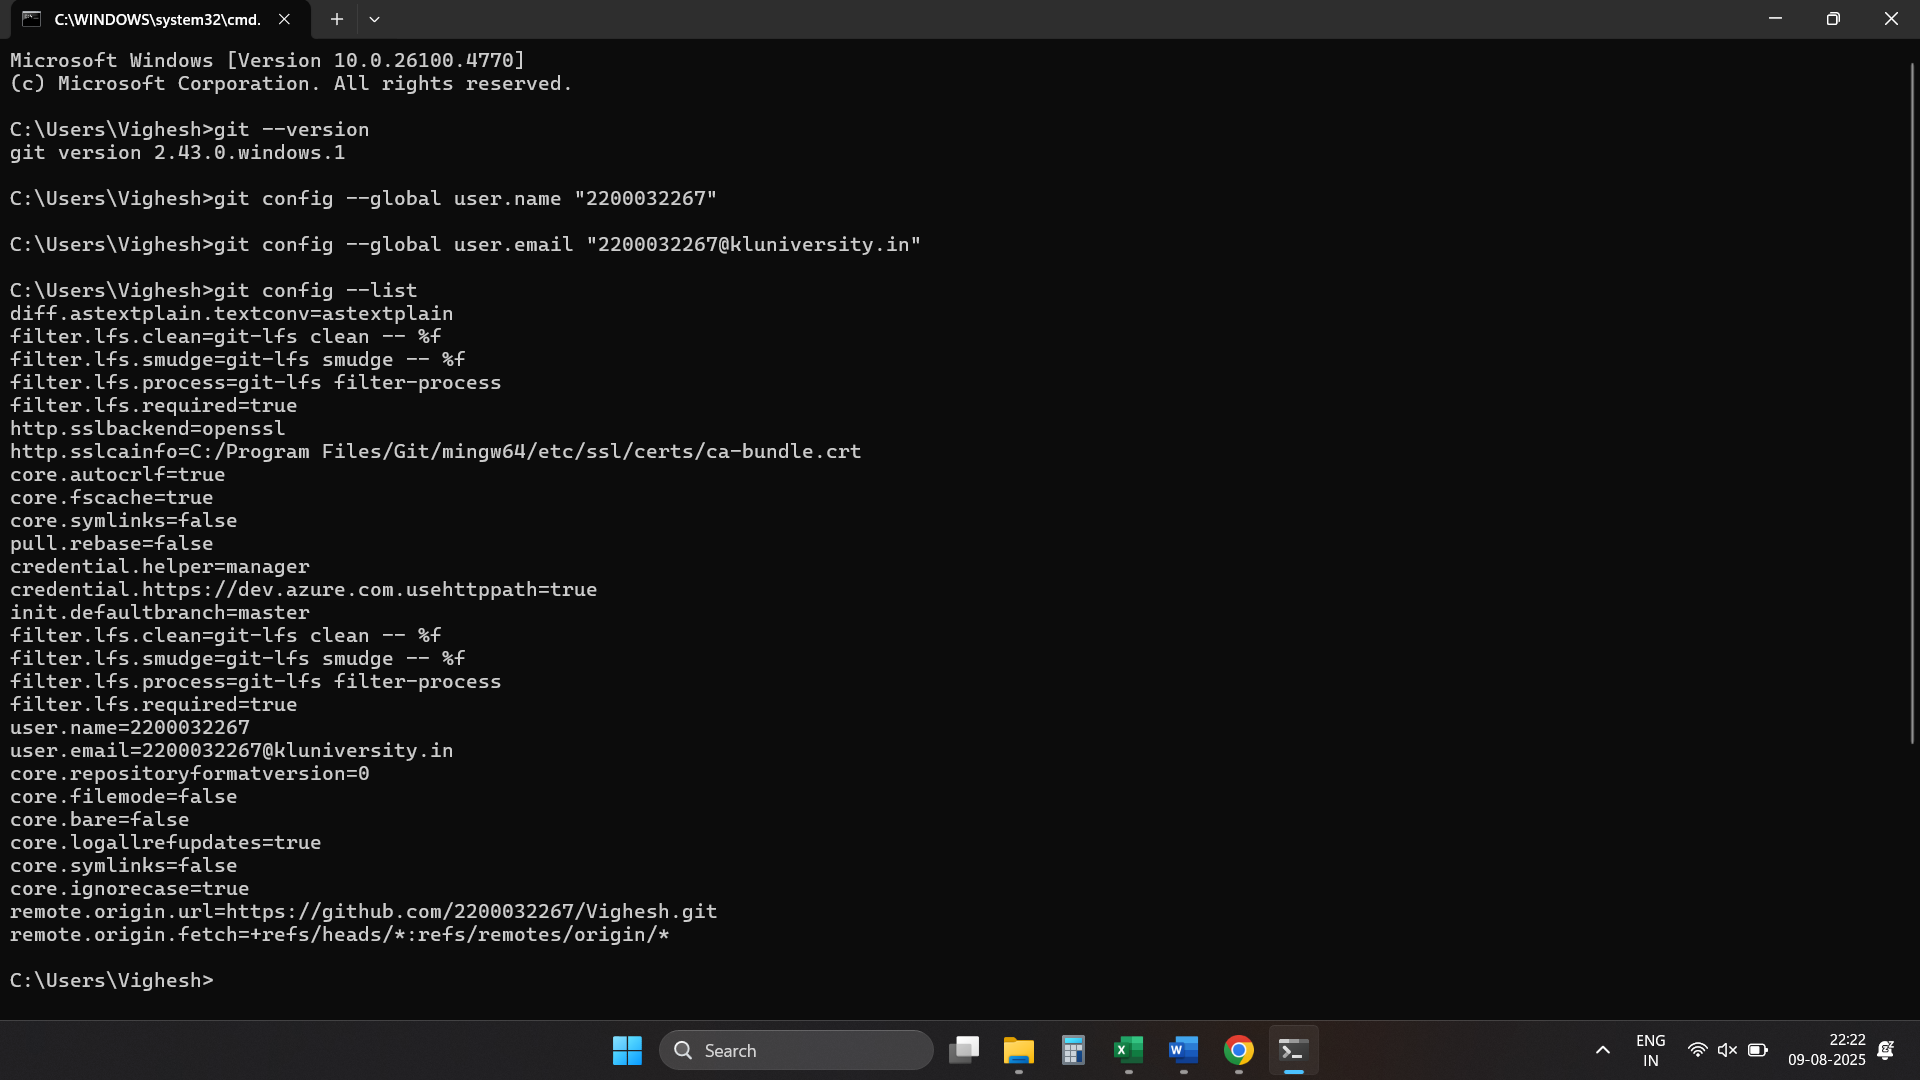 C:\WINDOWS\system32\cmd.
Microsoft Windows [Version 10.0.26100.4770]
(c) Microsoft Corporation. All rights reserved.
C:\Users\Vighesh>git --version
git version 2.43.0.windows.1
C:\Users\Vighesh>git config --global user.name "2200032267"
C:\Users\Vighesh>git config --global user.email "2200032267@kluniversity.in"
C:\Users\Vighesh>git config --list
diff.astextplain.textconv=astextplain
filter.lfs.clean=git-lfs clean -- %f
filter.lfs.smudge=git-lfs smudge -- %f
filter.lfs.process=git-lfs filter-process
filter.lfs.required=true
http.sslbackend=openssl
http.sslcainfo=C:/Program Files/Git/mingw64/etc/ssl/certs/ca-bundle.crt
core.autocrlf=true
core.fscache=true
core.symlinks=false
pull.rebase=false
credential.helper=manager
credential.https://dev.azure.com.usehttppath=true
init.defaultbranch=master
filter.lfs.clean=git-lfs clean -- %f
filter.lfs.smudge=git-lfs smudge -- %f
filter.lfs.process=git-lfs filter-process
filter.lfs.required=true
user.name=2200032267
user.email=2200032267@kluniversity.in
core.repositoryformatversion=0
core.filemode=false
core.bare=false
core.logallrefupdates=true
core.symlinks=false
core.ignorecase=true
remote.origin.url=https://github.com/2200032267/Vighesh.git
remote.origin.fetch=+refs/heads/*:refs/remotes/origin/*
C:\Users\Vighesh>
Search
ENG
IN
22:22
09-08-2025